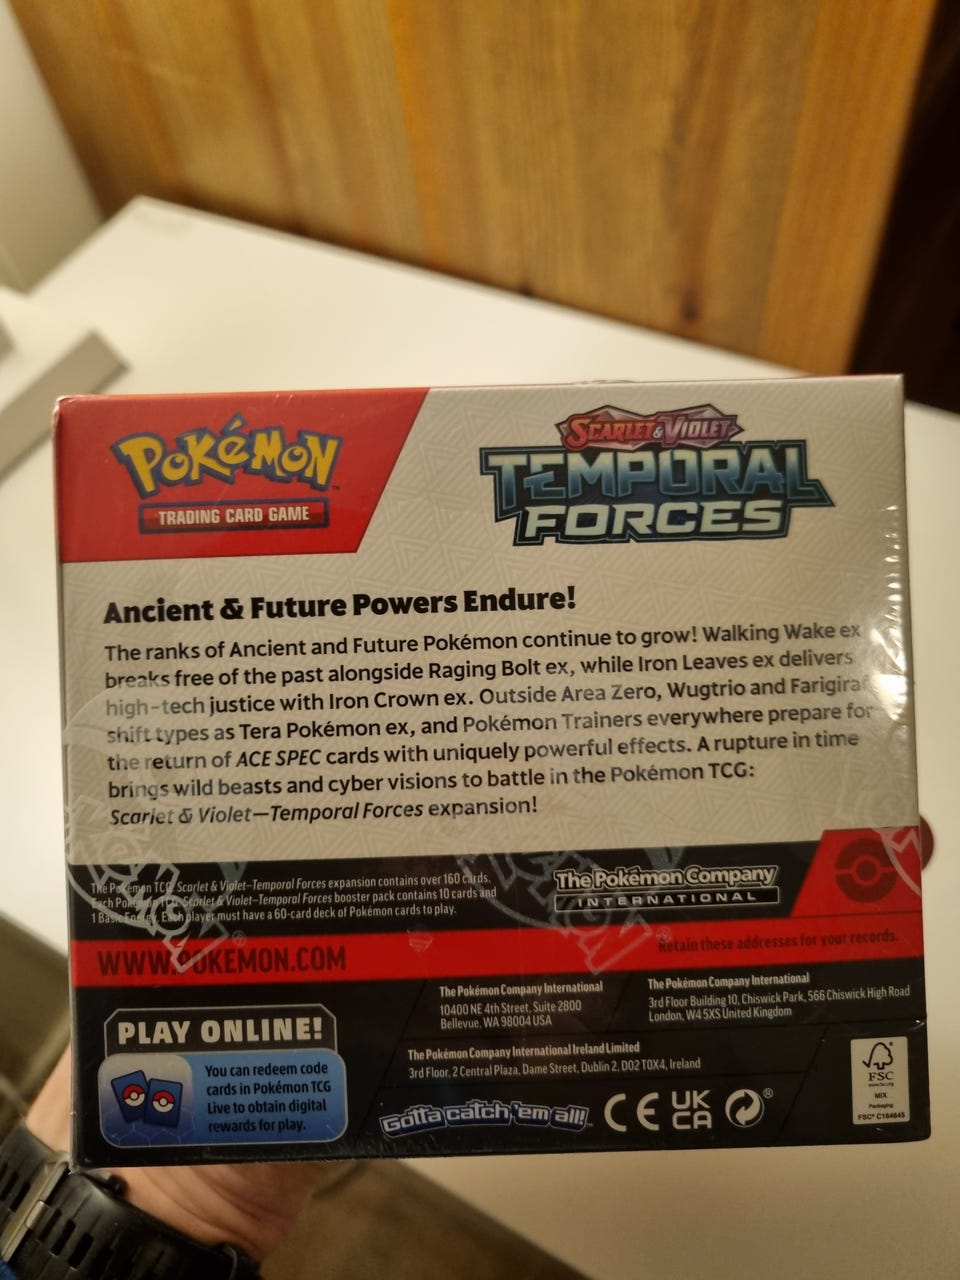 POKéMON
TRADING CARD GAME
SCARLET & VIOLET
TEMPORAL
FORCES
Ancient & Future Powers Endure!
The ranks of Ancient and Future Pokémon continue to grow! Walking Wake ex
breaks free of the past alongside Raging Bolt ex, while Iron Leaves ex delivers
high-tech justice with Iron Crown ex. Outside Area Zero, Wugtrio and Farigiraf
shift types as Tera Pokémon ex, and Pokémon Trainers everywhere prepare for
the return of ACE SPEC cards with uniquely powerful effects. A rupture in time
brings wild beasts and cyber visions to battle in the Pokémon TCG:
Scarlet & Violet—Temporal Forces expansion!
The Pokémon TCG: Scarlet & Violet–Temporal Forces expansion contains over 160 cards.
Each Pokémon TCG: Scarlet & Violet–Temporal Forces booster pack contains 10 cards and
1 Basic Energy. Each player must have a 60-card deck of Pokémon cards to play.
The Pokémon Company
INTERNATIONAL
WWW.POKEMON.COM
Retain these addresses for your records.
The Pokémon Company International
10400 NE 4th Street, Suite 2800
Bellevue, WA 98004 USA
The Pokémon Company International
3rd Floor Building 10, Chiswick Park, 566 Chiswick High Road
London, W4 5XS United Kingdom
The Pokémon Company International Ireland Limited
3rd Floor, 2 Central Plaza, Dame Street, Dublin 2, D02 T0X4, Ireland
PLAY ONLINE!
You can redeem code
cards in Pokémon TCG
Live to obtain digital
rewards for play.
Gotta catch 'em all!™
CE
UK
CA
®
FSC
www.fsc.org
MIX
Packaging
FSC® C164645